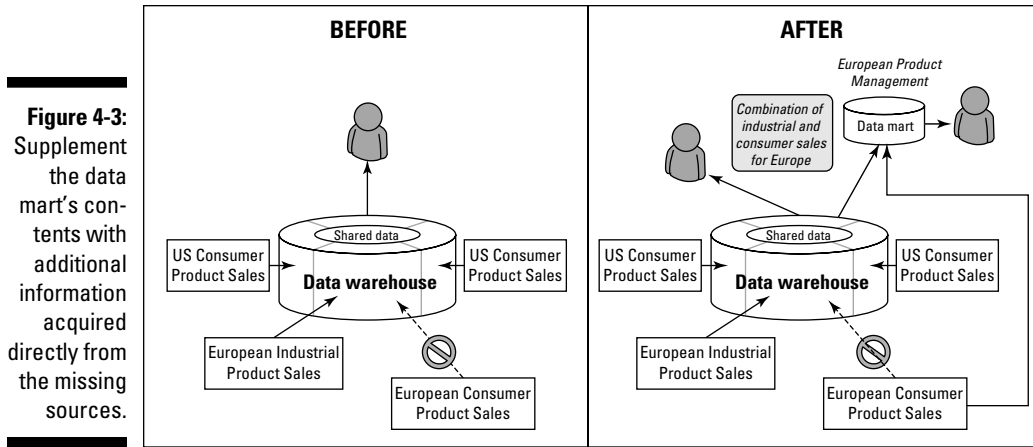 Figure 4-3:
Supplement
the data
mart's con-
tents with
additional
information
acquired
directly from
the missing
sources.
BEFORE
Shared data
US Consumer
Product Sales
Data warehouse
US Consumer
Product Sales
European Industrial
Product Sales
European Consumer
Product Sales
AFTER
European Product
Management
Combination of
industrial and
consumer sales
for Europe
Data mart
Shared data
US Consumer
Product Sales
Data warehouse
US Consumer
Product Sales
European Industrial
Product Sales
European Consumer
Product Sales